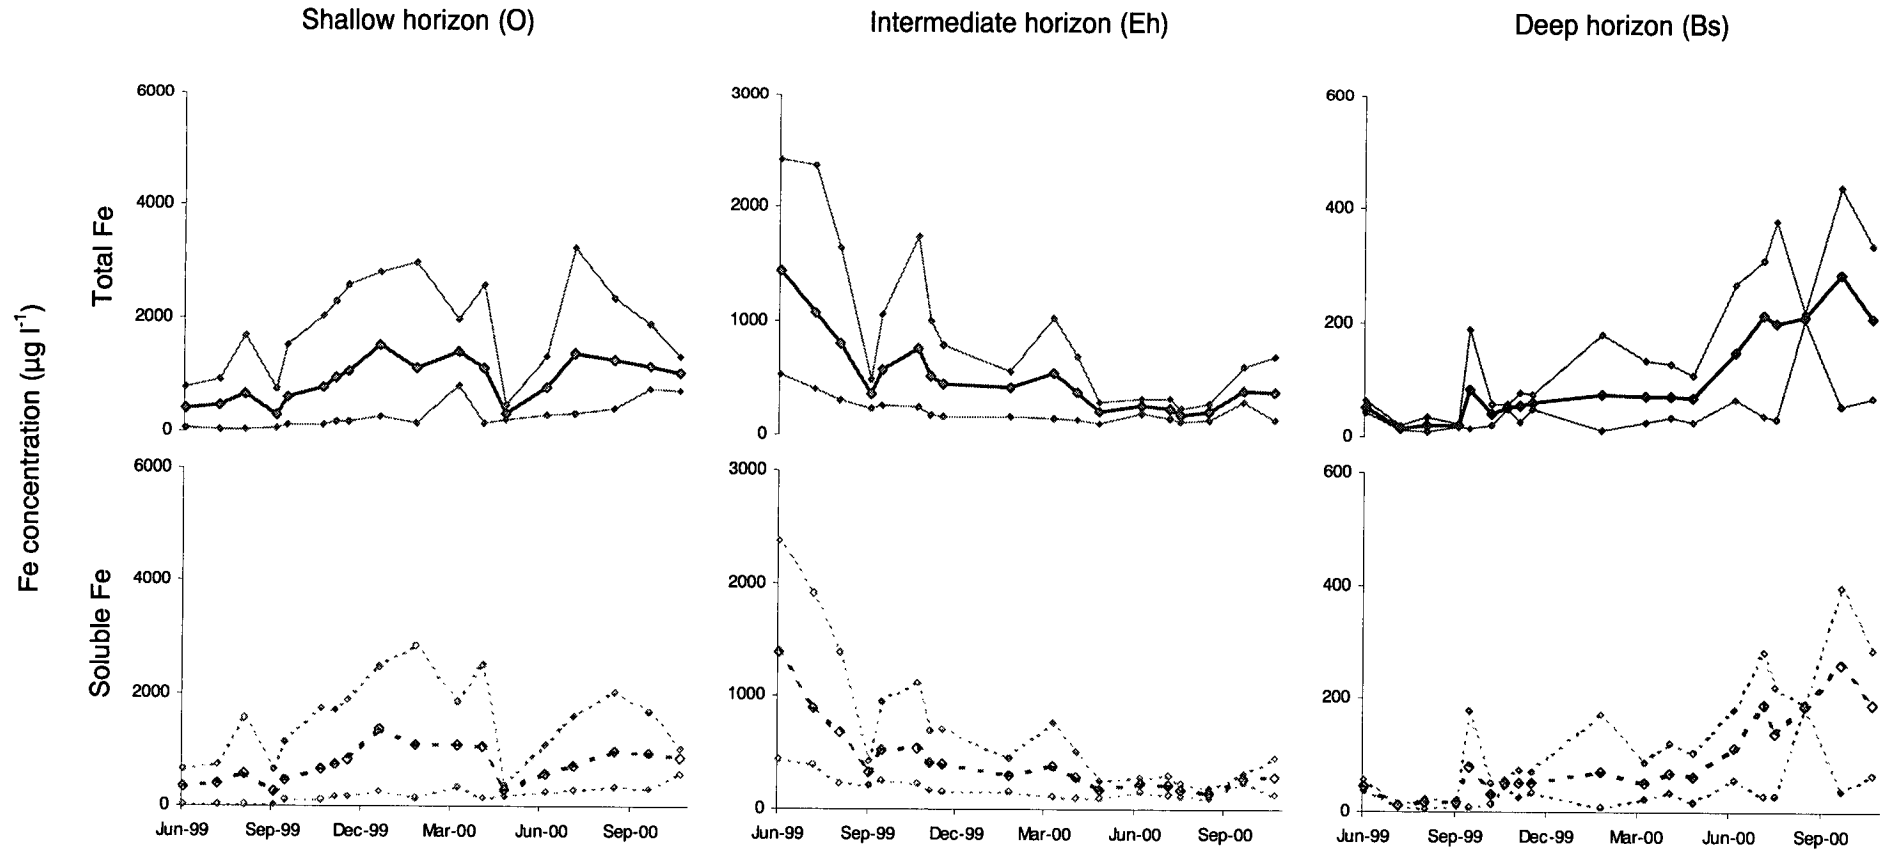 Shallow horizon (O)
Intermediate horizon (Eh)
Deep horizon (Bs)
Fe concentration (µg l⁻¹)
Total Fe
6000
4000
2000
0
3000
2000
1000
0
600
400
200
0
Soluble Fe
6000
4000
2000
0
Jun-99 Sep-99 Dec-99 Mar-00 Jun-00 Sep-00
3000
2000
1000
0
Jun-99 Sep-99 Dec-99 Mar-00 Jun-00 Sep-00
600
400
200
0
Jun-99 Sep-99 Dec-99 Mar-00 Jun-00 Sep-00